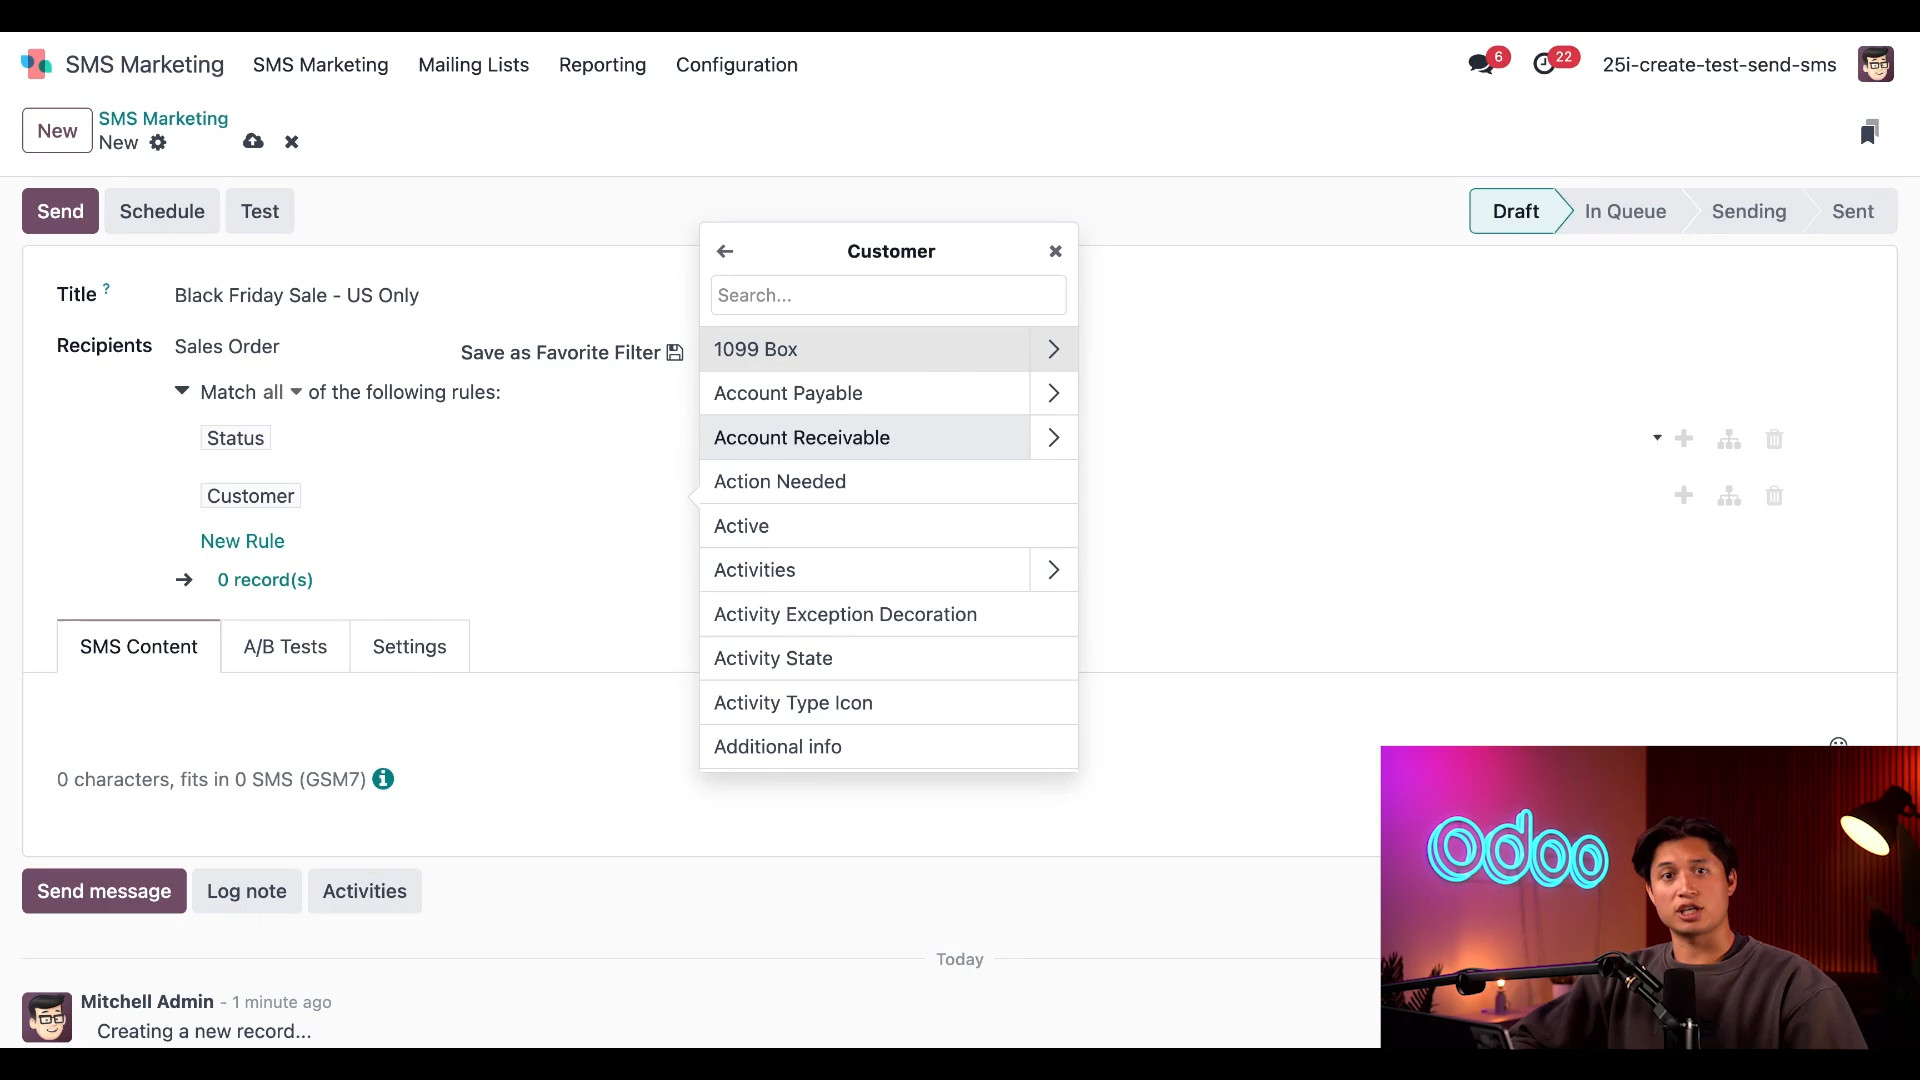 SMS Marketing
SMS Marketing
Mailing Lists
Reporting
Configuration
6
22
25i-create-test-send-sms
New
SMS Marketing
New
Send
Schedule
Test
Draft
In Queue
Sending
Sent
Title ?
Black Friday Sale - US Only
Recipients
Sales Order
Save as Favorite Filter
Match all of the following rules:
Status
Customer
New Rule
0 record(s)
Customer
Search...
1099 Box
Account Payable
Account Receivable
Action Needed
Active
Activities
Activity Exception Decoration
Activity State
Activity Type Icon
Additional info
SMS Content
A/B Tests
Settings
0 characters, fits in 0 SMS (GSM7)
Send message
Log note
Activities
Today
Mitchell Admin - 1 minute ago
Creating a new record...
odoo